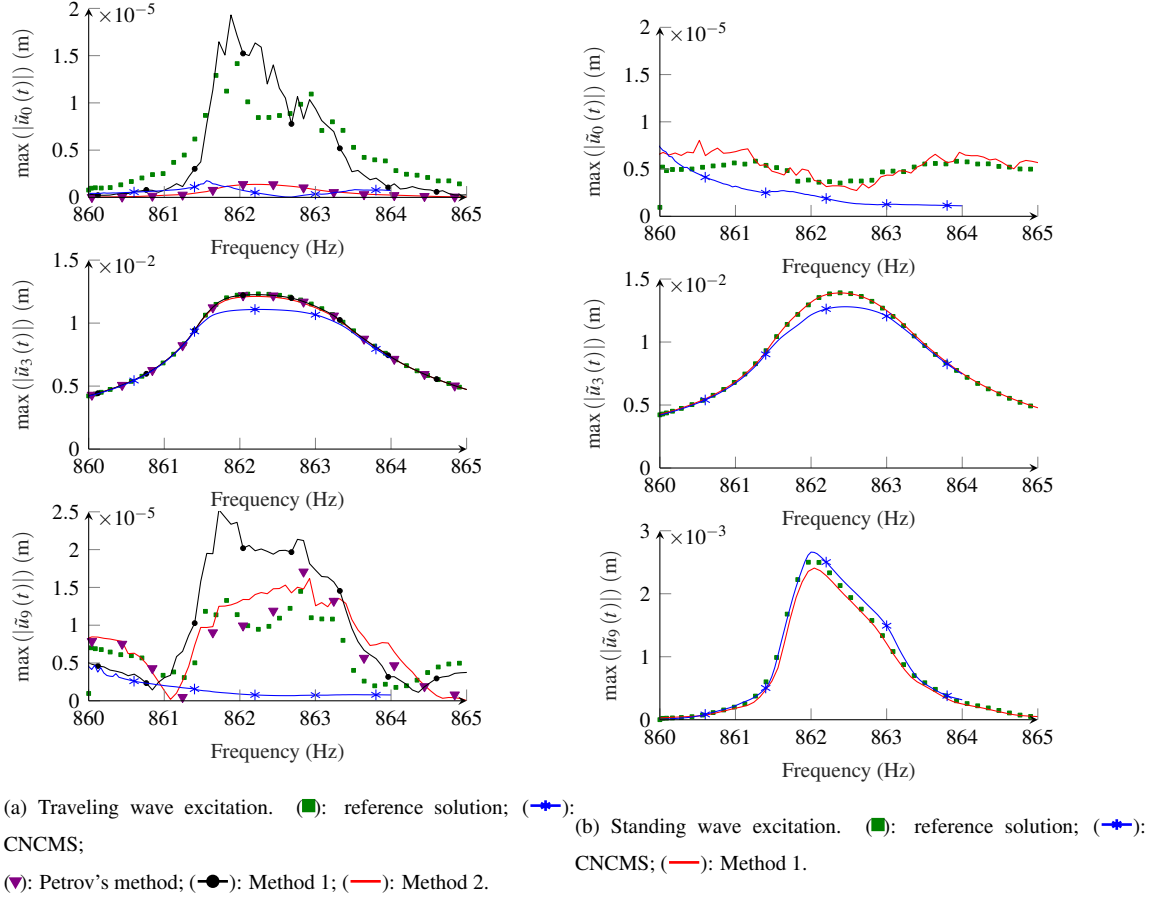 2
×10⁻⁵
1.5
1
0.5
0
max (|ũ₀(t)|) (m)
860 861 862 863 864 865
Frequency (Hz)
1.5
×10⁻²
1
0.5
0
max (|ũ₃(t)|) (m)
860 861 862 863 864 865
Frequency (Hz)
2.5
×10⁻⁵
2
1.5
1
0.5
0
max (|ũ₉(t)|) (m)
860 861 862 863 864 865
Frequency (Hz)
(a) Traveling wave excitation. (■): reference solution; (✱):
CNCMS;
(▼): Petrov's method; (●): Method 1; (—): Method 2.
2
×10⁻⁵
1.5
1
0.5
0
max (|ũ₀(t)|) (m)
860 861 862 863 864 865
Frequency (Hz)
1.5
×10⁻²
1
0.5
0
max (|ũ₃(t)|) (m)
860 861 862 863 864 865
Frequency (Hz)
3
×10⁻³
2
1
0
max (|ũ₉(t)|) (m)
860 861 862 863 864 865
Frequency (Hz)
(b) Standing wave excitation. (■): reference solution; (✱):
CNCMS; (—): Method 1.